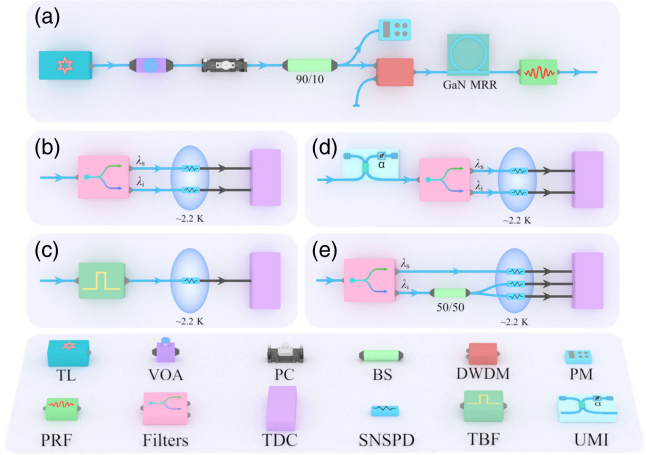 (a)
90/10
GaN MRR
(b)
λs
λi
~2.2 K
(d)
α
λs
λi
~2.2 K
(c)
~2.2 K
(e)
λs
λi
50/50
~2.2 K
TL
VOA
PC
BS
DWDM
PM
α
PRF
Filters
TDC
SNSPD
TBF
UMI